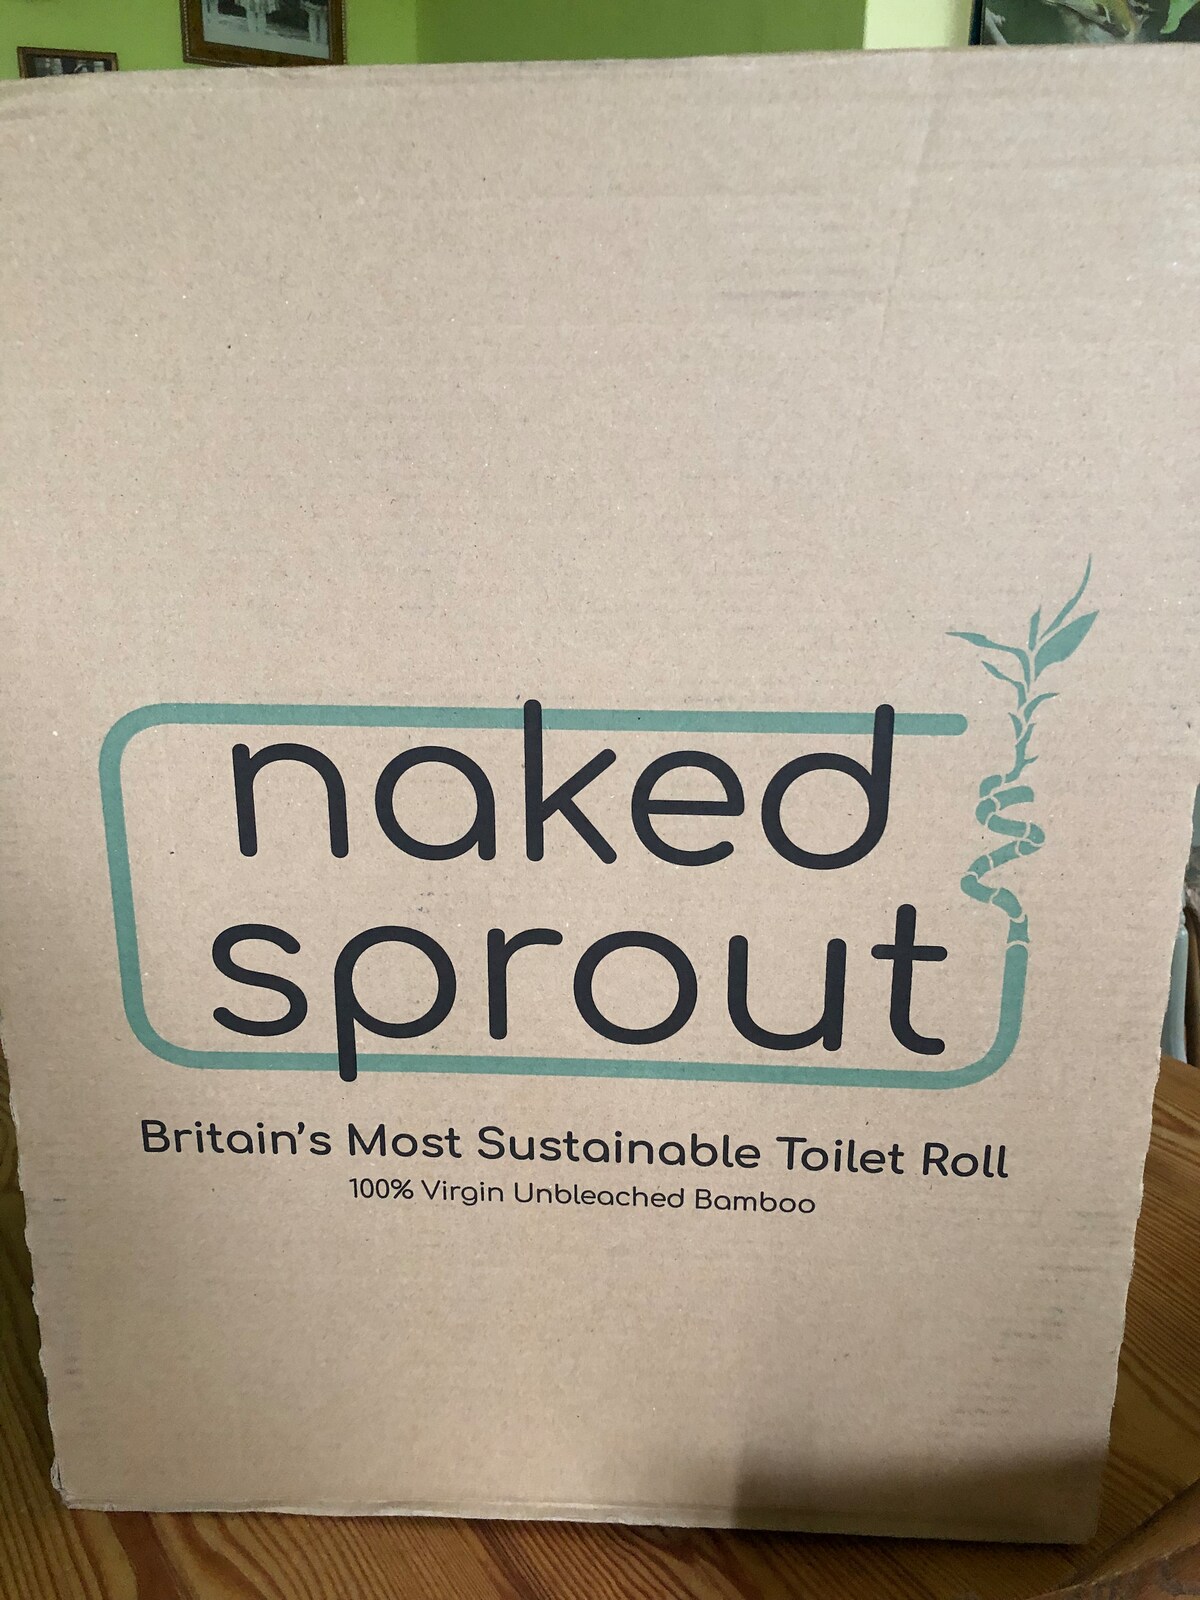 naked
sprout
Britain's Most Sustainable Toilet Roll
100% Virgin Unbleached Bamboo